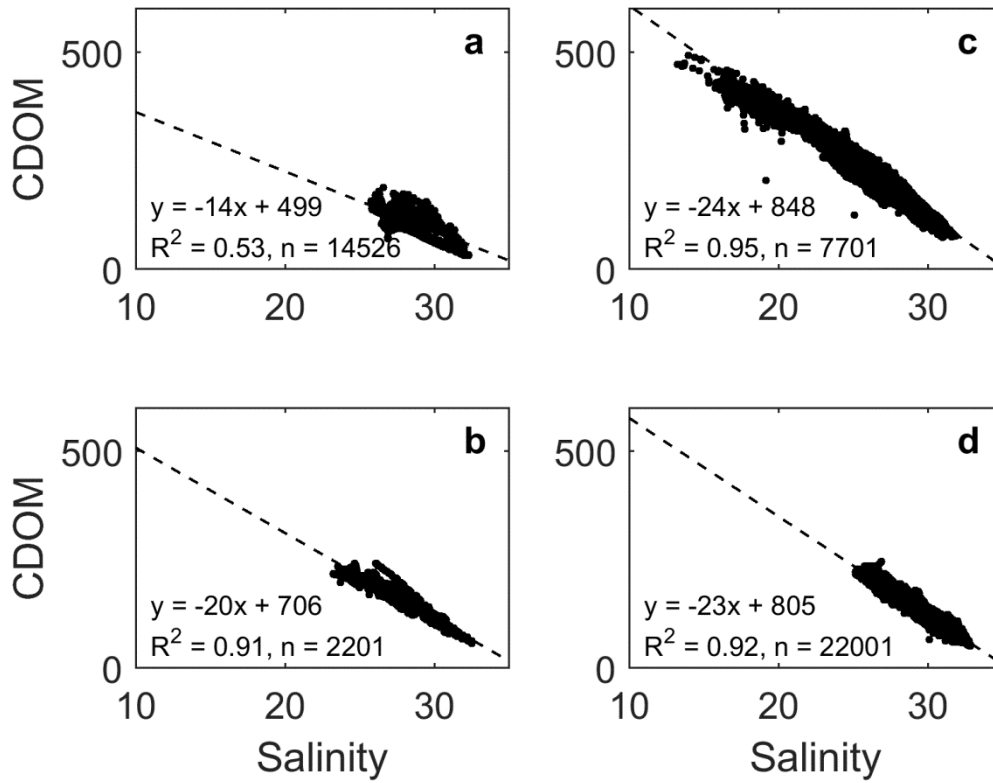 a
CDOM
500
0
y = -14x + 499
R² = 0.53, n = 14526
10 20 30
c
500
0
y = -24x + 848
R² = 0.95, n = 7701
10 20 30
b
CDOM
500
0
y = -20x + 706
R² = 0.91, n = 2201
10 20 30
Salinity
d
500
0
y = -23x + 805
R² = 0.92, n = 22001
10 20 30
Salinity